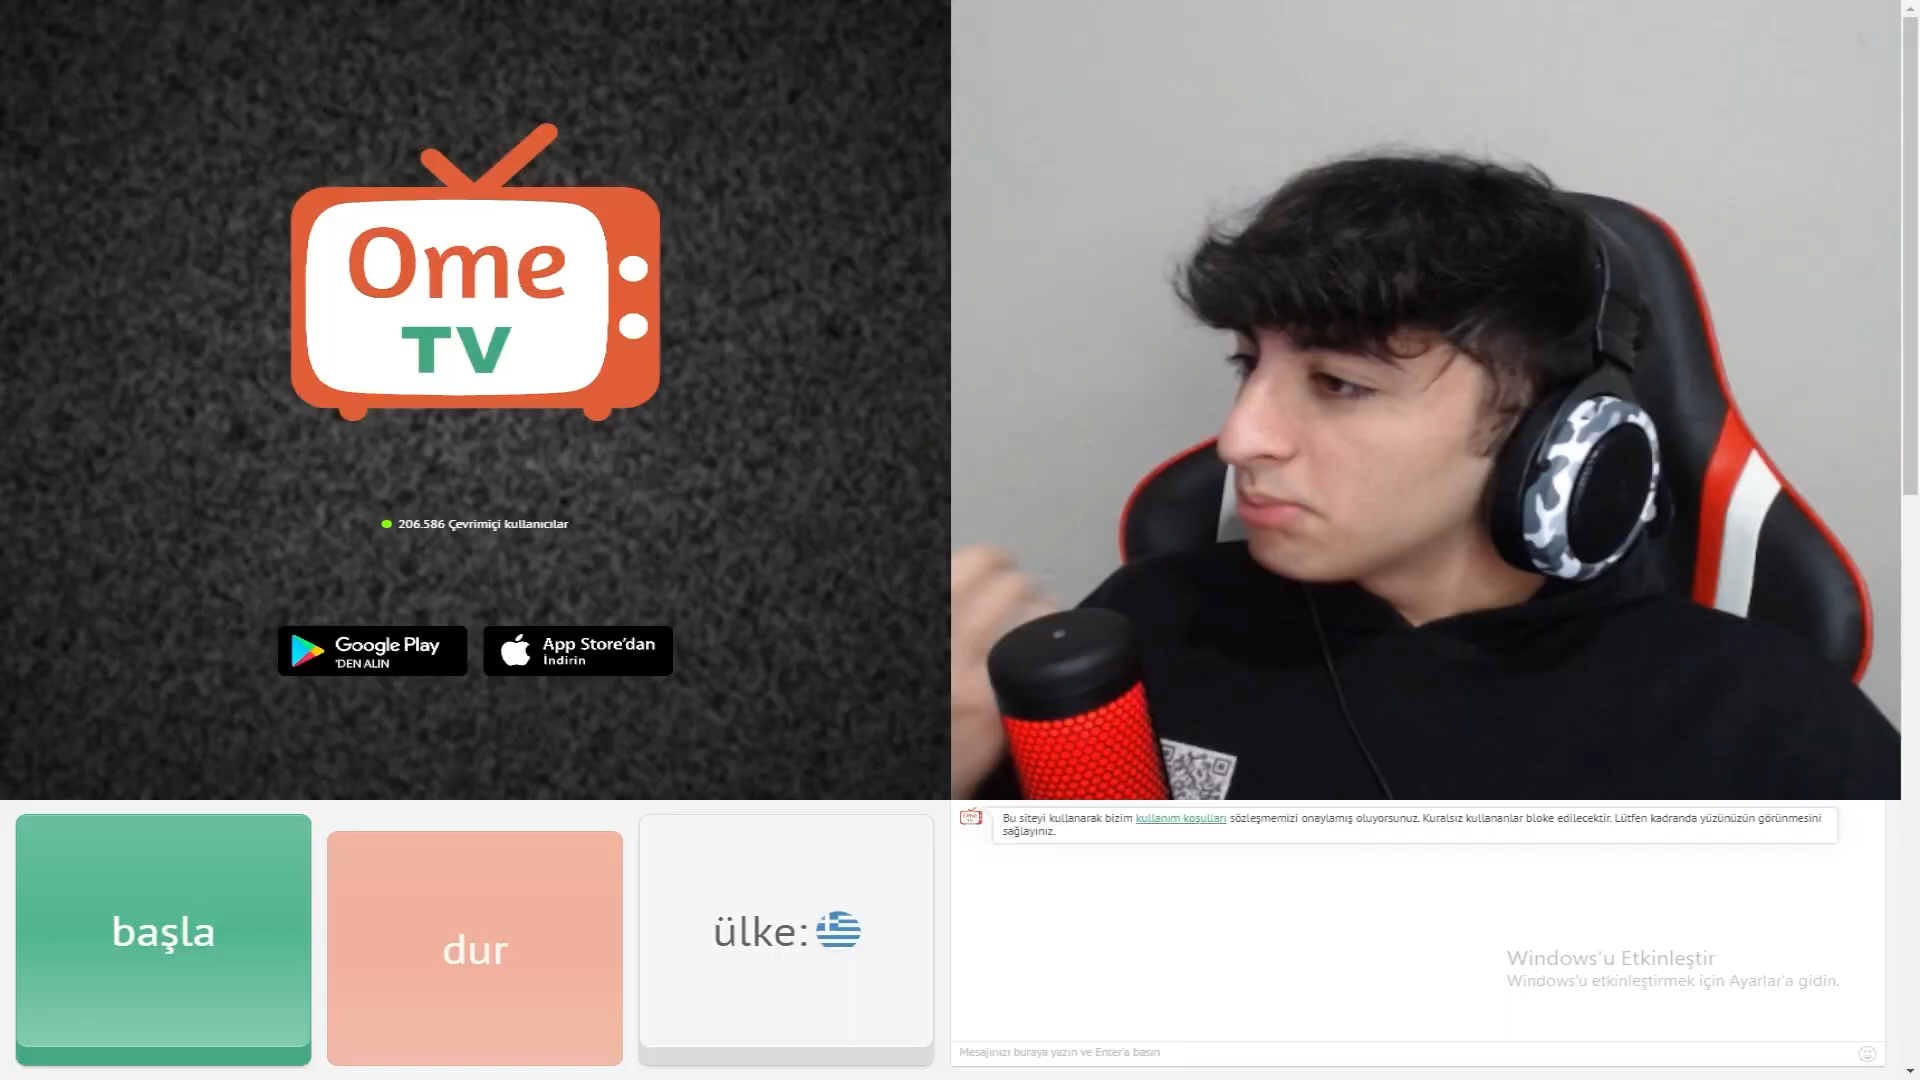 Ome
TV
206.586 Çevrimiçi kullanıcılar
Google Play
'DEN ALIN
App Store'dan
İndirin
başla
dur
ülke:
Bu siteyi kullanarak bizim kullanım koşulları sözleşmemizi onaylamış oluyorsunuz. Kuralsız kullananlar bloke edilecektir. Lütfen kadranda yüzünüzün görünmesini
sağlayınız.
Windows'u Etkinleştir
Windows'u etkinleştirmek için Ayarlar'a gidin.
Mesajınızı buraya yazın ve Enter'a basın